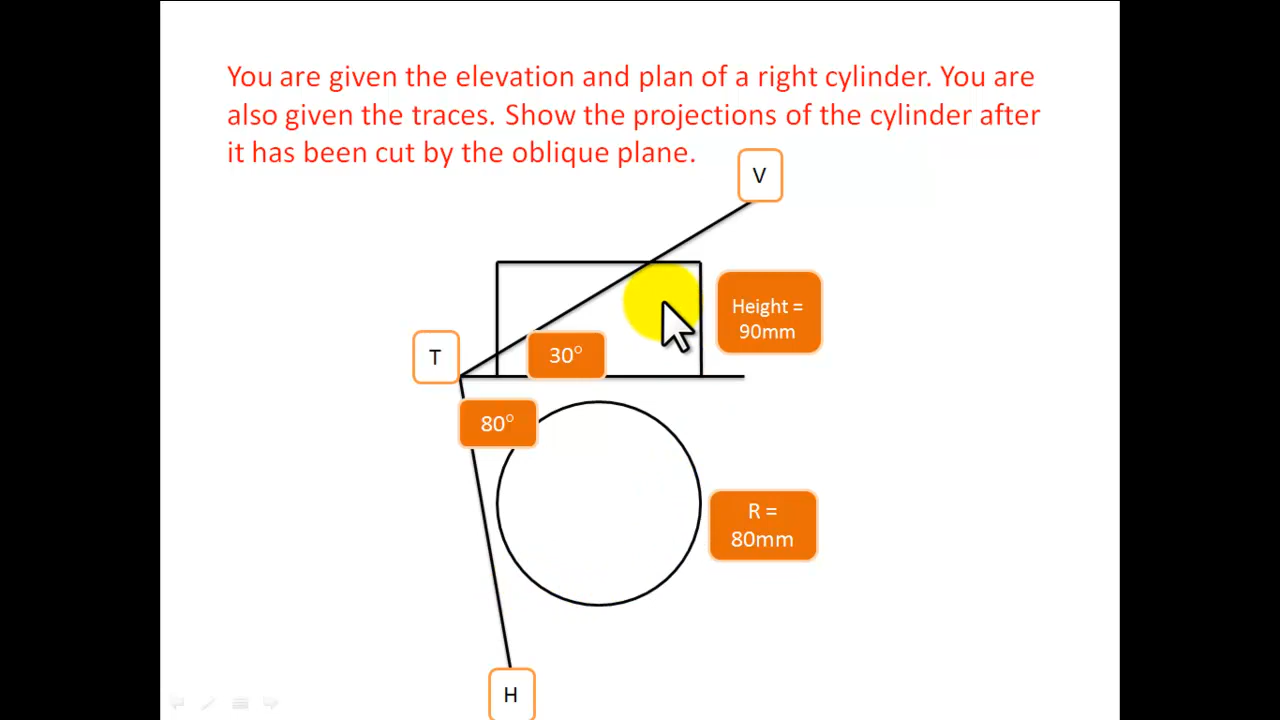 You are given the elevation and plan of a right cylinder. You are
also given the traces. Show the projections of the cylinder after
it has been cut by the oblique plane.
V
Height =
90mm
T
30°
80°
R =
80mm
H